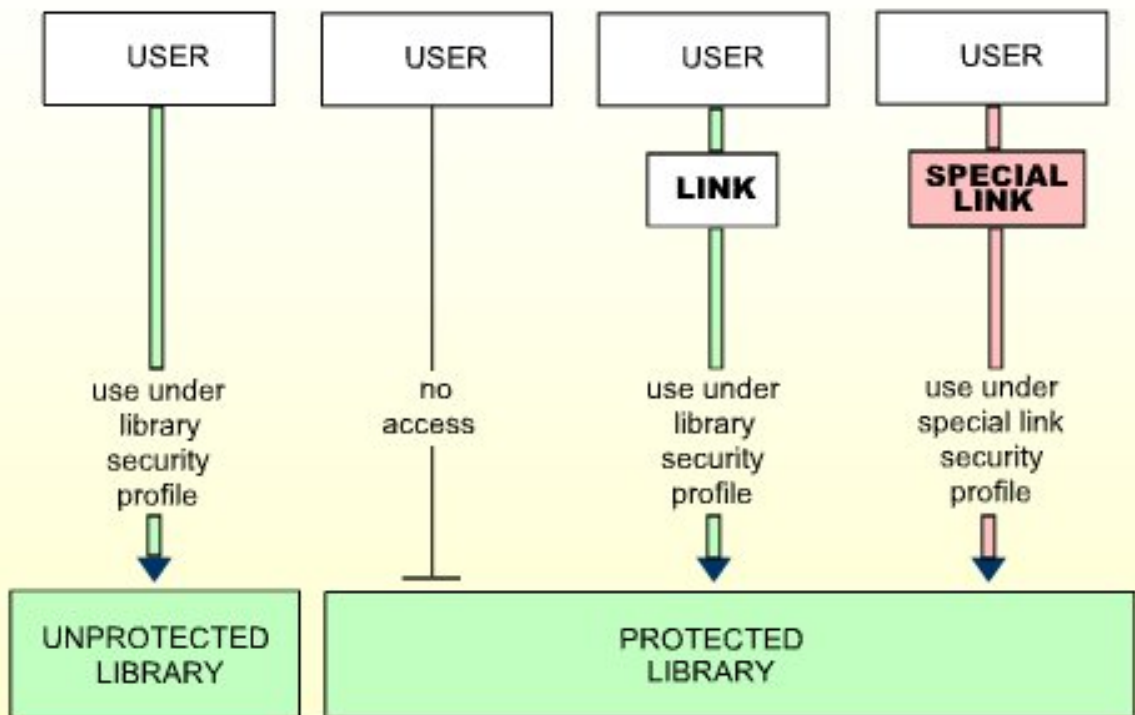 USER
USER
USER
USER
LINK
SPECIAL
LINK
use under
library
security
profile
no
access
use under
library
security
profile
use under
special link
security
profile
UNPROTECTED
LIBRARY
PROTECTED
LIBRARY